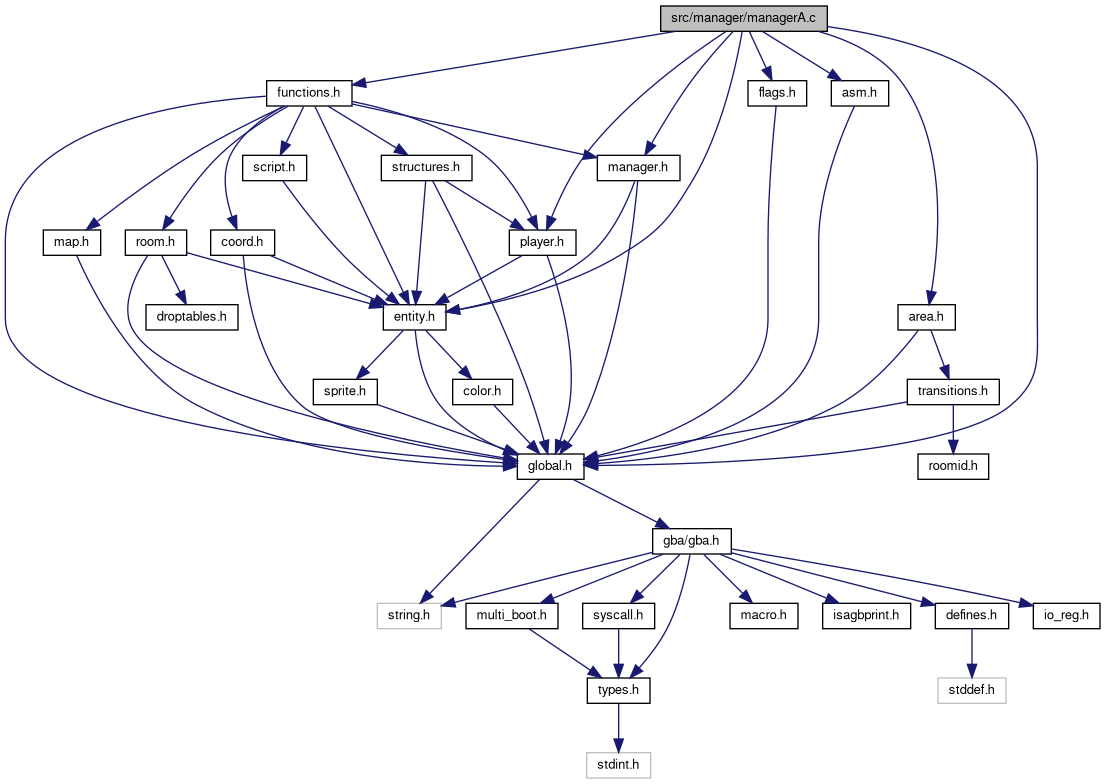 src/manager/managerA.c
functions.h
flags.h
asm.h
script.h
structures.h
manager.h
map.h
room.h
coord.h
player.h
droptables.h
entity.h
area.h
sprite.h
color.h
transitions.h
global.h
roomid.h
gba/gba.h
string.h
multi_boot.h
syscall.h
macro.h
isagbprint.h
defines.h
io_reg.h
types.h
stddef.h
stdint.h